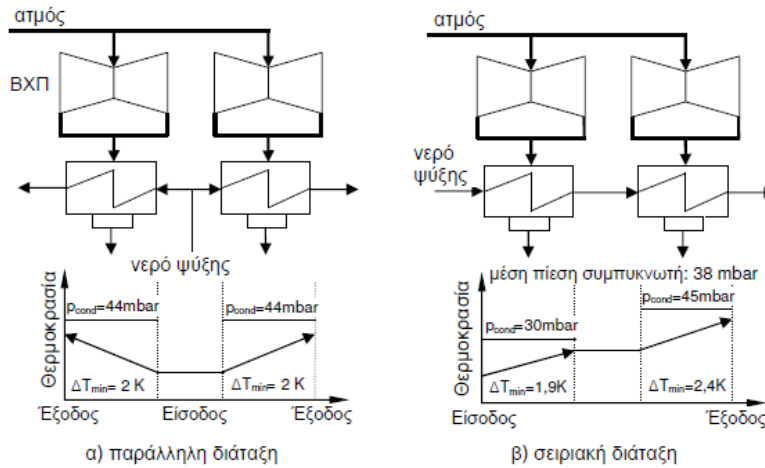 ατμός
ΒΧΠ
νερό ψύξης
Θερμοκρασία
p_cond=44mbar
p_cond=44mbar
ΔT_min= 2 K
ΔT_min= 2 K
Έξοδος
Είσοδος
Έξοδος
α) παράλληλη διάταξη
ατμός
νερό
ψύξης
μέση πίεση συμπυκνωτή: 38 mbar
Θερμοκρασία
p_cond=45mbar
p_cond=30mbar
ΔT_min=1,9K
ΔT_min=2,4K
Είσοδος
Έξοδος
β) σειριακή διάταξη